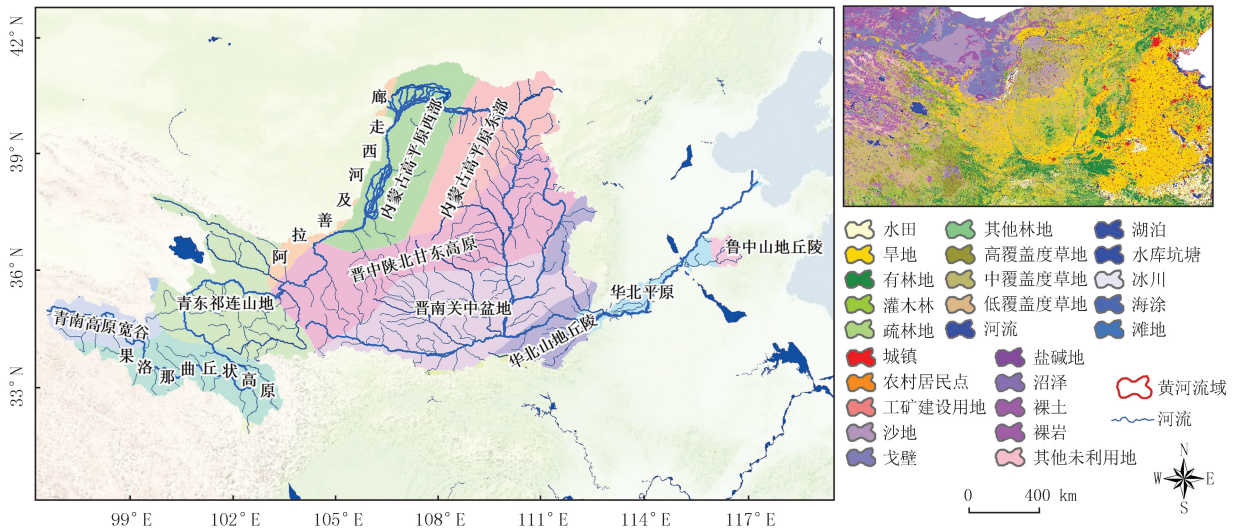 42° N
39° N
36° N
33° N
99° E
102° E
105° E
108° E
111° E
114° E
117° E
阿拉善及河西走廊
内蒙古高平原西部
内蒙古高平原东部
晋中陕北甘东高原
青东祁连山地
晋南关中盆地
华北平原
鲁中山地丘陵
华北山地丘陵
青南高原宽谷
果洛那曲丘状高原
水田
旱地
有林地
灌木林
疏林地
其他林地
高覆盖度草地
中覆盖度草地
低覆盖度草地
河流
湖泊
水库坑塘
冰川
海涂
滩地
城镇
农村居民点
工矿建设用地
沙地
戈壁
盐碱地
沼泽
裸土
裸岩
其他未利用地
黄河流域
河流
N
W
E
S
0 400 km